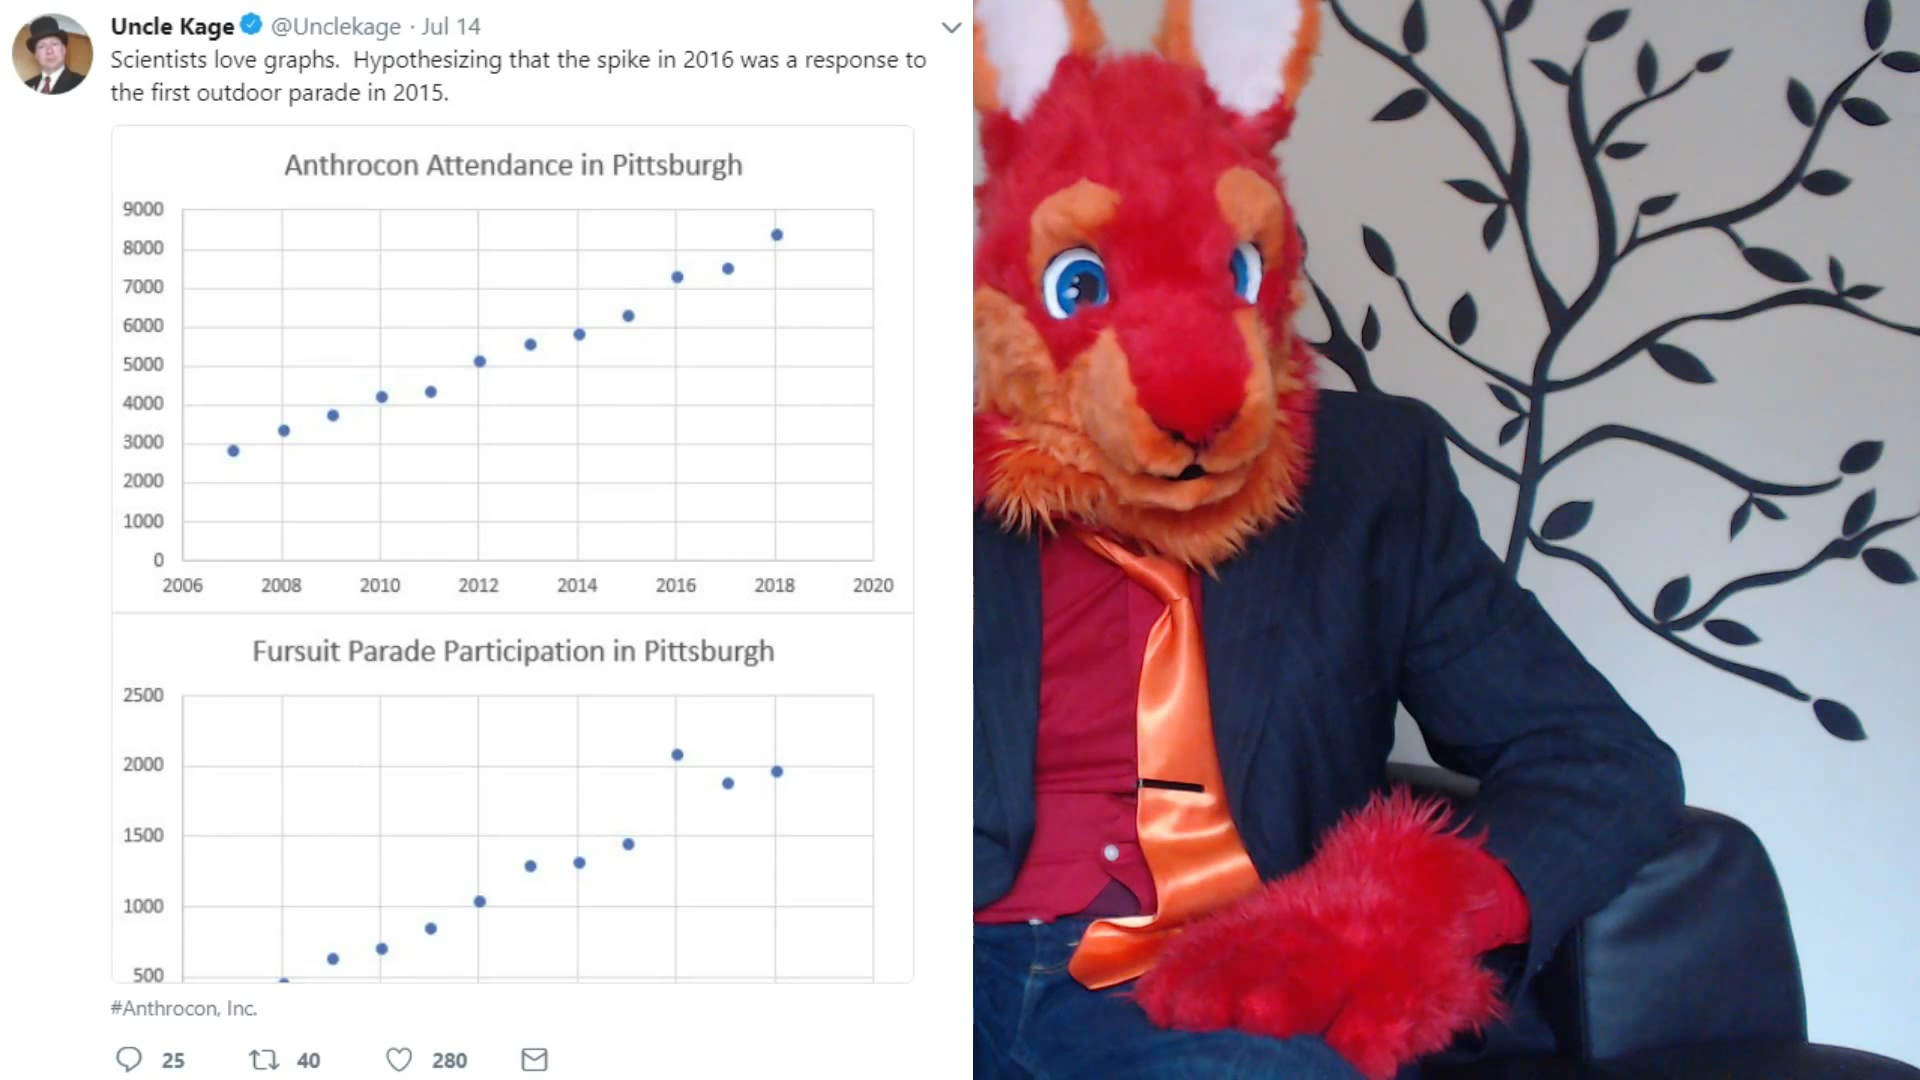 Uncle Kage @Unclekage · Jul 14
Scientists love graphs.  Hypothesizing that the spike in 2016 was a response to
the first outdoor parade in 2015.
Anthrocon Attendance in Pittsburgh
9000
8000
7000
6000
5000
4000
3000
2000
1000
0
2006 2008 2010 2012 2014 2016 2018 2020
Fursuit Parade Participation in Pittsburgh
2500
2000
1500
1000
500
#Anthrocon, Inc.
25 40 280